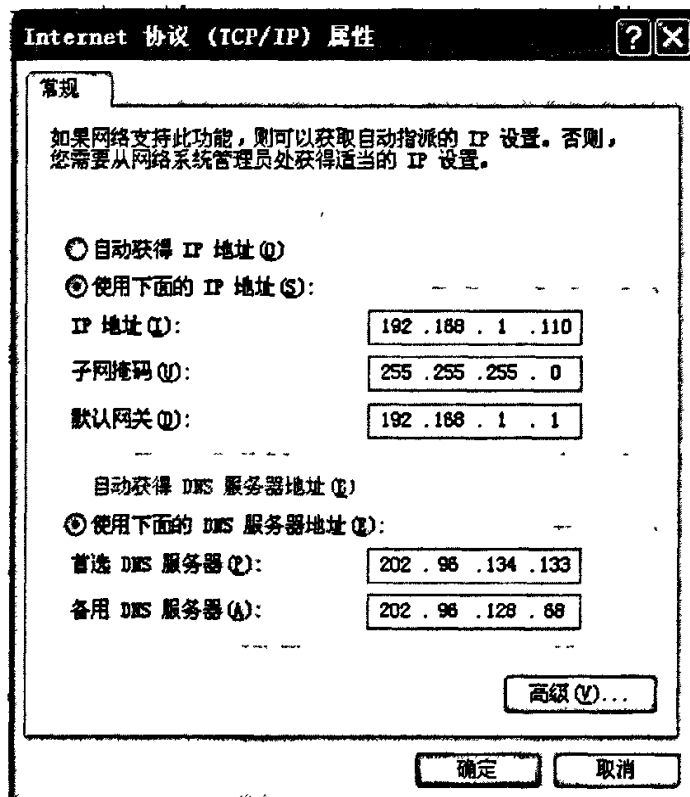 Internet 协议 (TCP/IP) 属性
常规
如果网络支持此功能，则可以获取自动指派的 IP 设置。否则，
您需要从网络系统管理员处获得适当的 IP 设置。
自动获得 IP 地址(O)
使用下面的 IP 地址(S):
IP 地址(I): 192 .168 . 1 .110
子网掩码(U): 255 .255 .255 . 0
默认网关(D): 192 .168 . 1 . 1
自动获得 DNS 服务器地址(B)
使用下面的 DNS 服务器地址(E):
首选 DNS 服务器(P): 202 . 96 .134 .133
备用 DNS 服务器(A): 202 . 96 .128 . 68
高级(V)...
确定 取消